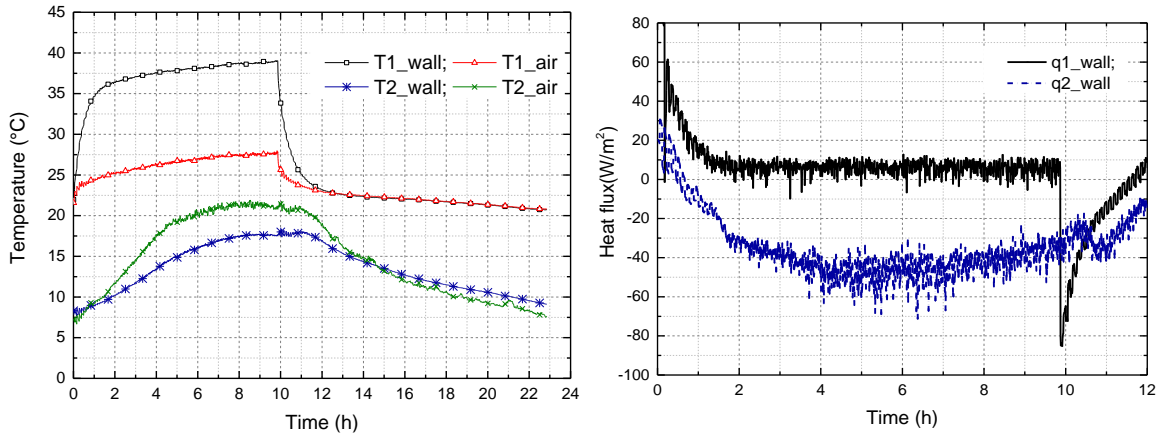 45
40
35
30
25
20
15
10
5
0
Temperature (°C)
T1_wall; T1_air
T2_wall; T2_air
0 2 4 6 8 10 12 14 16 18 20 22 24
Time (h)
80
60
40
20
0
-20
-40
-60
-80
-100
Heat flux(W/m²)
q1_wall;
q2_wall
0 2 4 6 8 10 12
Time (h)